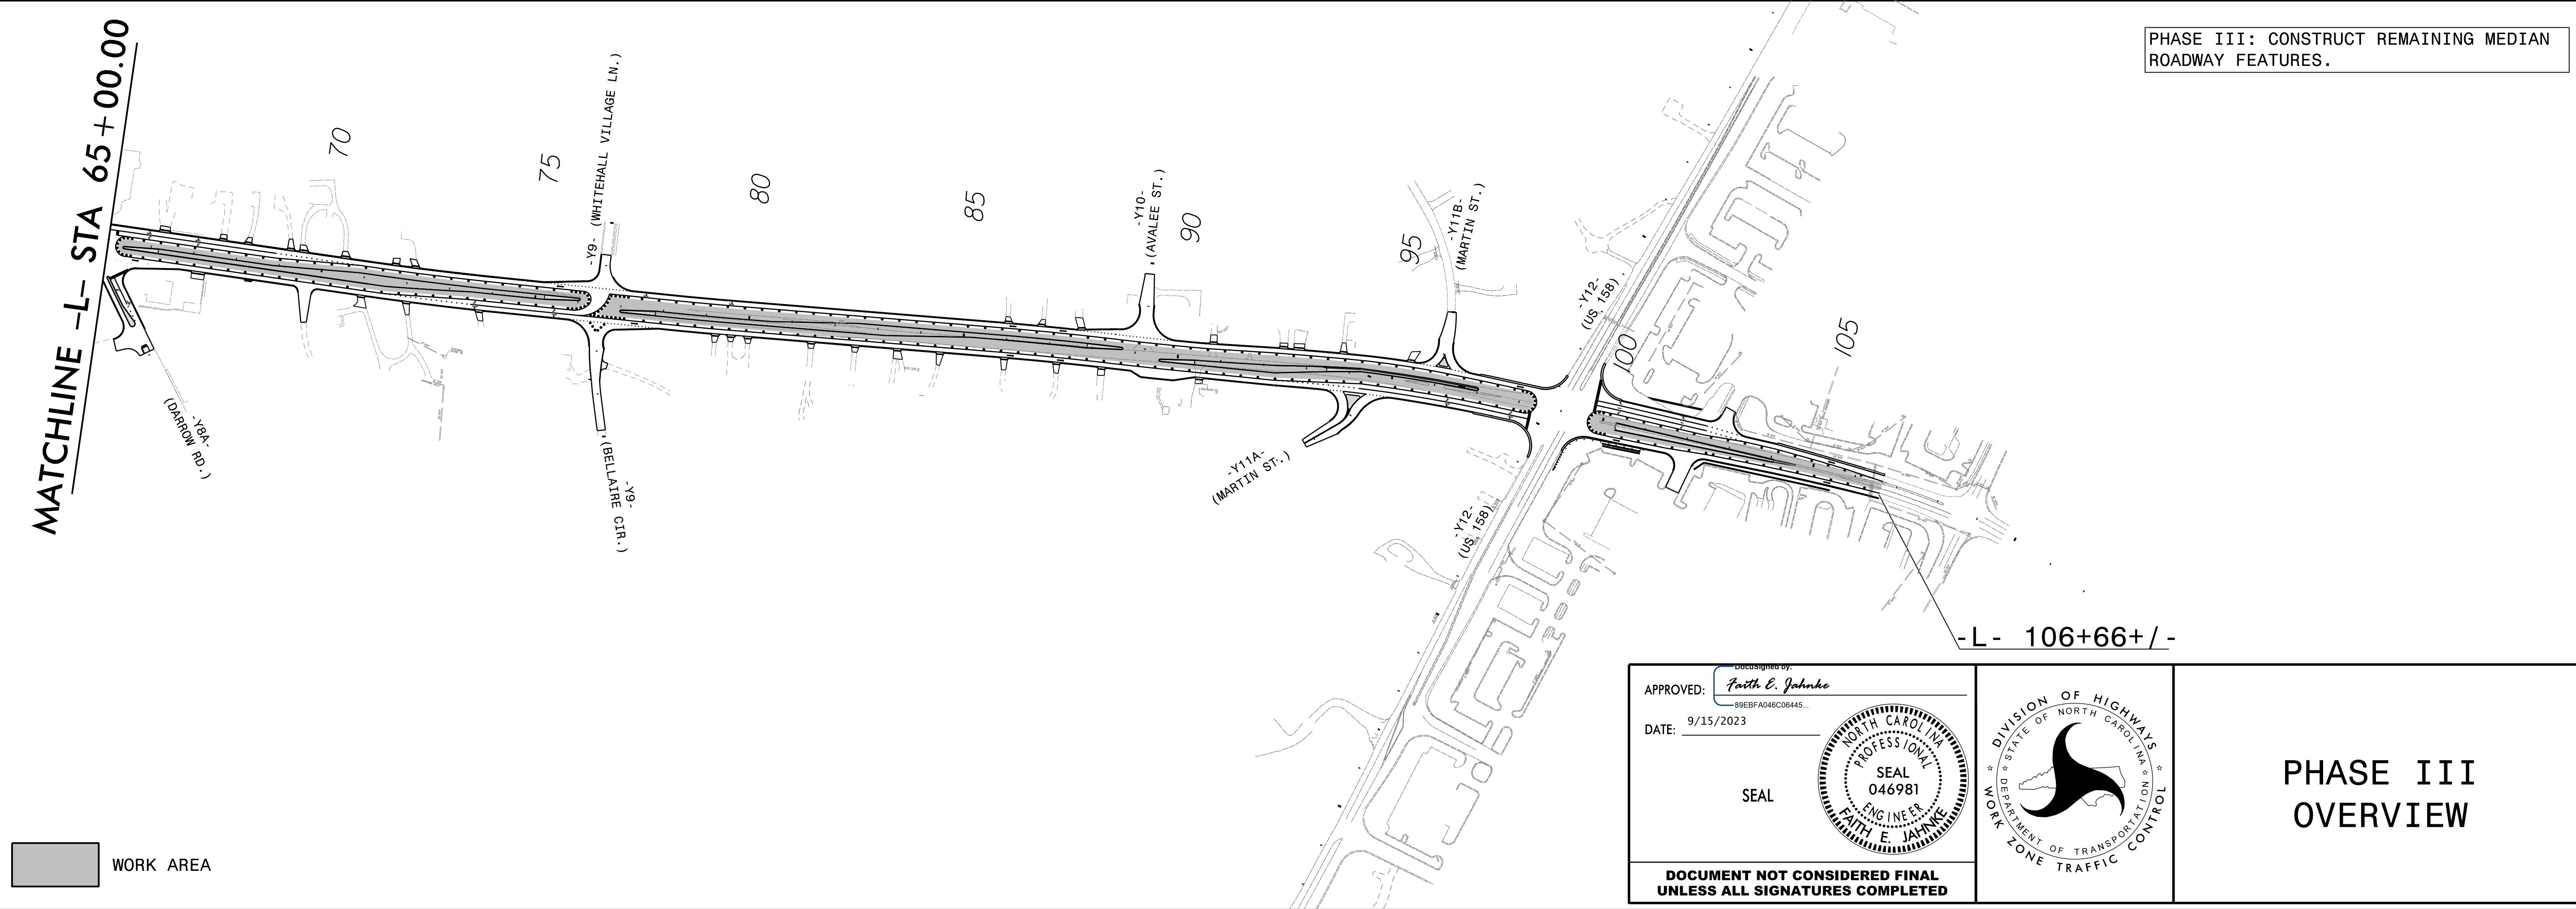 PHASE III: CONSTRUCT REMAINING MEDIAN
ROADWAY FEATURES.
MATCHLINE -L- STA 65+00.00
70
75
80
85
90
95
100
105
-Y9- (WHITEHALL VILLAGE LN.)
-Y10-
(AVALEE ST.)
-Y11B-
(MARTIN ST.)
-Y12-
(US 158)
-Y8A-
(DARROW RD.)
-Y9-
(BELLAIRE CIR.)
-Y11A-
(MARTIN ST.)
-Y12-
(US 158)
-L- 106+66+/-
WORK AREA
APPROVED:
DocuSigned by:
Faith E. Jahnke
89EBFA046C06445...
DATE: 9/15/2023
SEAL
NORTH CAROLINA
PROFESSIONAL
SEAL
046981
ENGINEER
FAITH E. JAHNKE
DOCUMENT NOT CONSIDERED FINAL
UNLESS ALL SIGNATURES COMPLETED
DIVISION OF HIGHWAYS
STATE OF NORTH CAROLINA
DEPARTMENT OF TRANSPORTATION
WORK ZONE TRAFFIC CONTROL
PHASE III
OVERVIEW